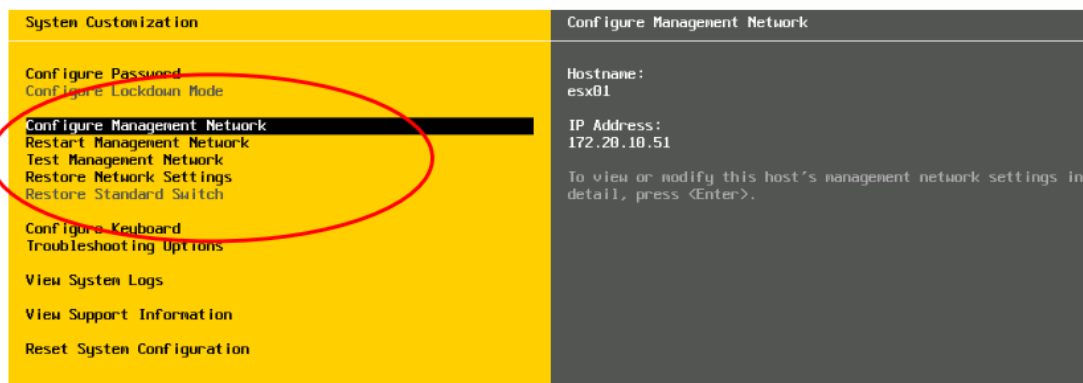 System Customization
Configure Password
Configure Lockdown Mode
Configure Management Network
Restart Management Network
Test Management Network
Restore Network Settings
Restore Standard Switch
Configure Keyboard
Troubleshooting Options
View System Logs
View Support Information
Reset System Configuration
Configure Management Network
Hostname:
esx01
IP Address:
172.20.10.51
To view or modify this host's management network settings in
detail, press <Enter>.